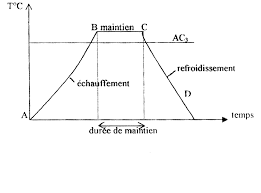 T°C
B maintien C
AC3
refroidissement
échauffement
D
A
temps
durée de maintien